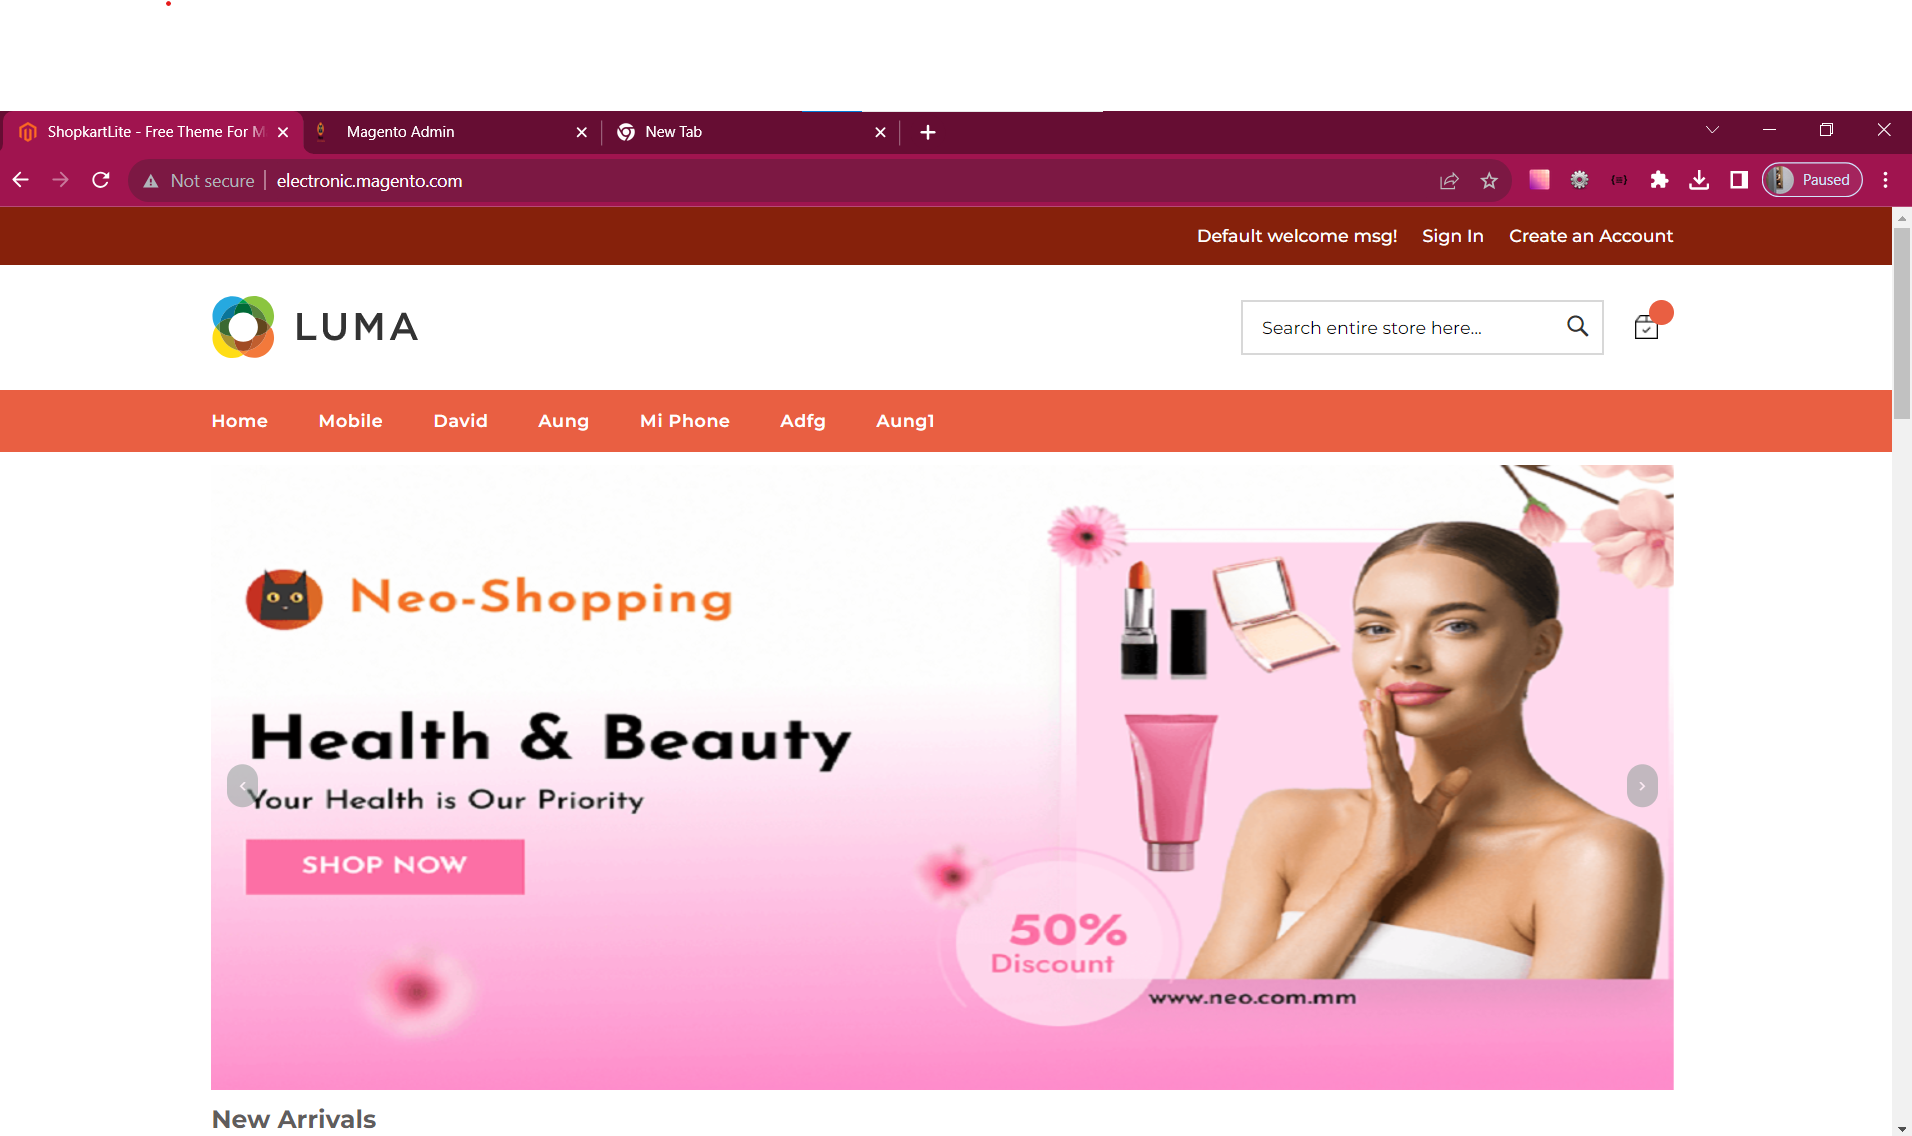 ShopkartLite - Free Theme For M
Magento Admin
New Tab
Not secure
electronic.magento.com
Paused
Default welcome msg!
Sign In
Create an Account
LUMA
Search entire store here...
Home
Mobile
David
Aung
Mi Phone
Adfg
Aung1
Neo-Shopping
Health & Beauty
Your Health is Our Priority
SHOP NOW
50%
Discount
www.neo.com.mm
New Arrivals